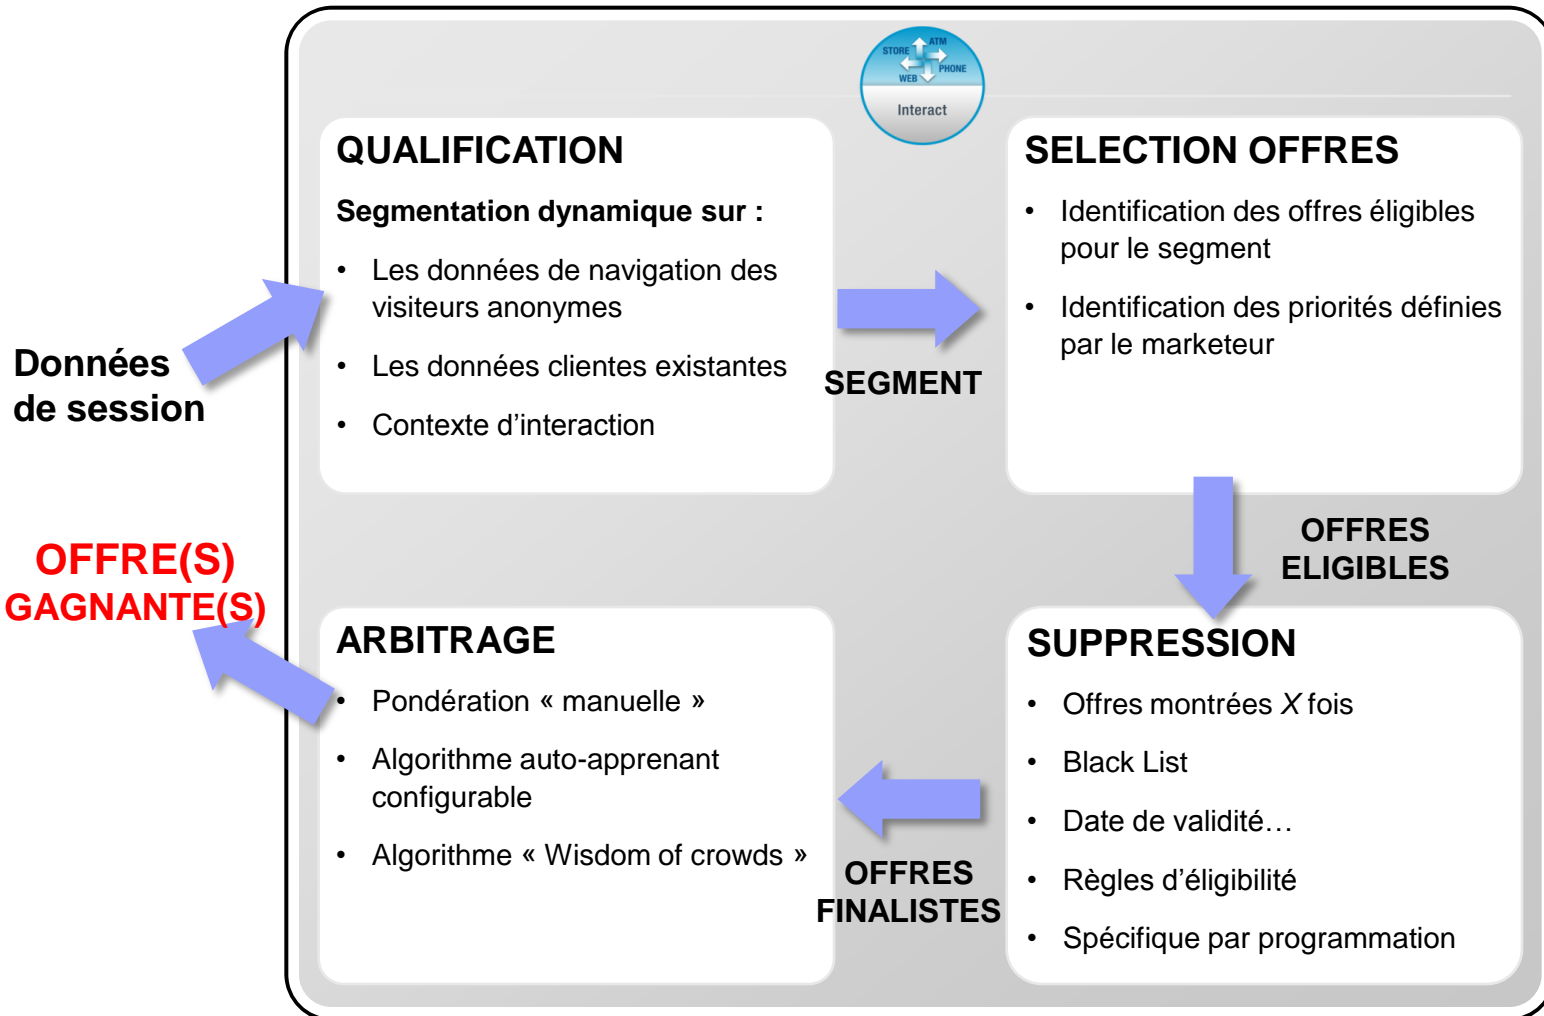 STORE
ATM
WEB
PHONE
Interact
QUALIFICATION
Segmentation dynamique sur :
• Les données de navigation des
visiteurs anonymes
• Les données clientes existantes
• Contexte d’interaction
Données
de session
SEGMENT
SELECTION OFFRES
• Identification des offres éligibles
pour le segment
• Identification des priorités définies
par le marketeur
OFFRES
ELIGIBLES
SUPPRESSION
• Offres montrées X fois
• Black List
• Date de validité…
• Règles d’éligibilité
• Spécifique par programmation
OFFRES
FINALISTES
ARBITRAGE
• Pondération « manuelle »
• Algorithme auto-apprenant
configurable
• Algorithme « Wisdom of crowds »
OFFRE(S)
GAGNANTE(S)